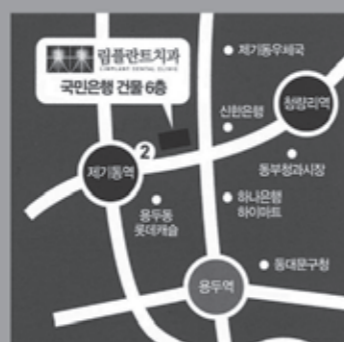 림플란트치과
LIMPLANT DENTAL CLINIC
국민은행 건물 6층
제기동우체국
청량리역
신한은행
2
동부청과시장
제기동역
용두동
롯데캐슬
하나은행
하이마트
동대문구청
용두역